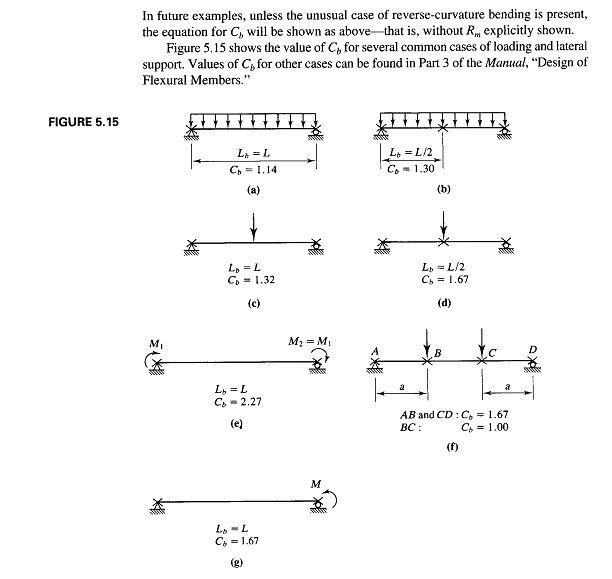 In future examples, unless the unusual case of reverse-curvature bending is present,
the equation for C_b will be shown as above—that is, without R_m explicitly shown.
Figure 5.15 shows the value of C_b for several common cases of loading and lateral
support. Values of C_b for other cases can be found in Part 3 of the Manual, “Design of
Flexural Members.”
FIGURE 5.15
L_b = L
C_b = 1.14
(a)
L_b = L/2
C_b = 1.30
(b)
L_b = L
C_b = 1.32
(c)
L_b = L/2
C_b = 1.67
(d)
M_1
M_2 = M_1
L_b = L
C_b = 2.27
(e)
A
B
C
D
a
a
AB and CD : C_b = 1.67
BC : C_b = 1.00
(f)
M
L_b = L
C_b = 1.67
(g)